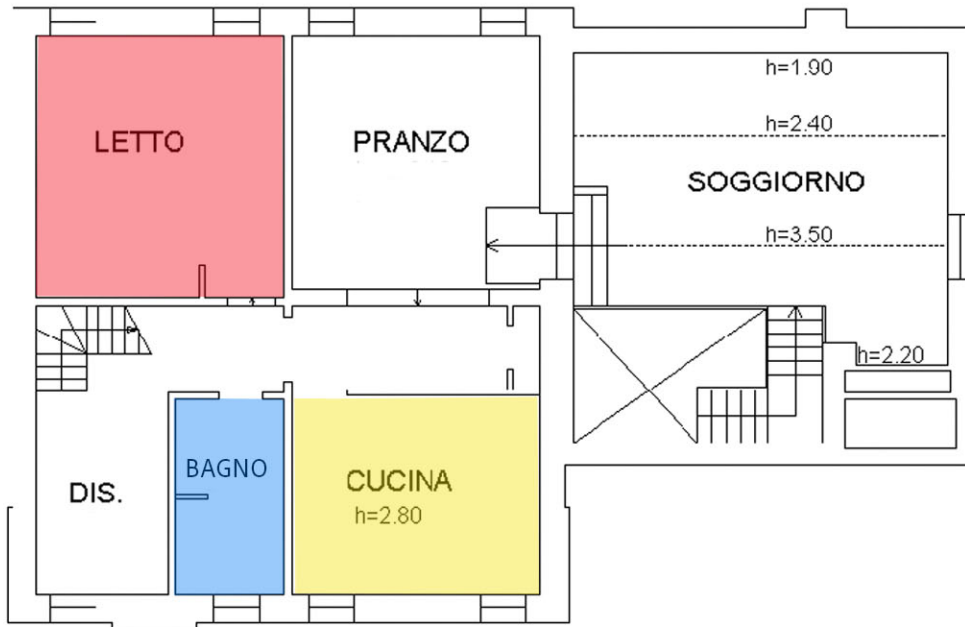 h=1.90
h=2.40
LETTO
PRANZO
SOGGIORNO
h=3.50
h=2.20
BAGNO
CUCINA
DIS.
h=2.80